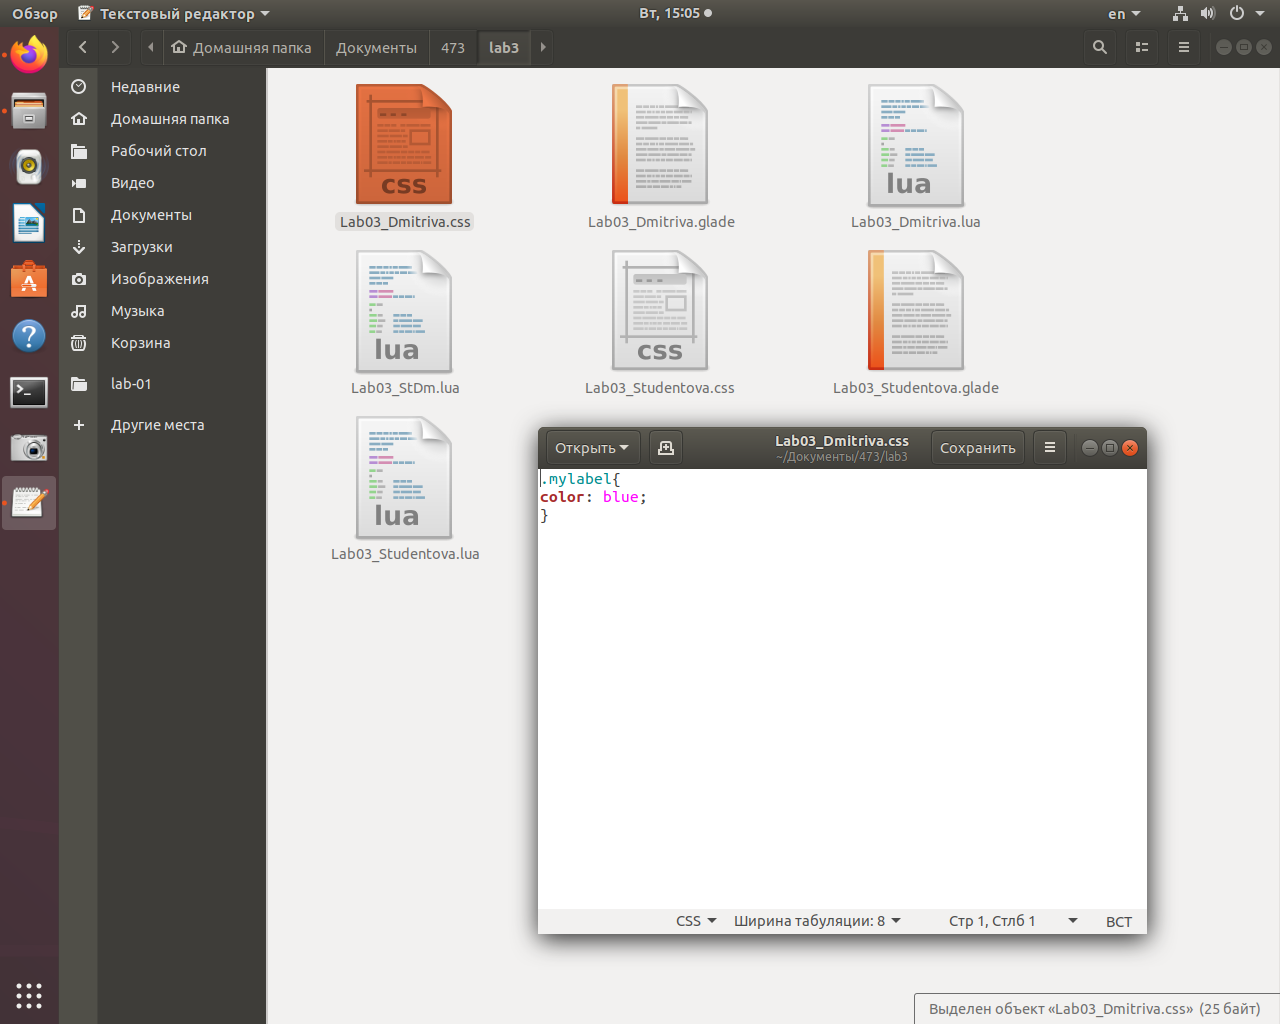 Обзор
Текстовый редактор
Вт, 15:05
en
Домашняя папка
Документы
473
lab3
Недавние
Домашняя папка
Рабочий стол
Видео
Документы
Загрузки
Изображения
Музыка
Корзина
lab-01
Другие места
css
Lab03_Dmitriva.css
Lab03_Dmitriva.glade
lua
Lab03_Dmitriva.lua
lua
Lab03_StDm.lua
css
Lab03_Studentova.css
Lab03_Studentova.glade
lua
Lab03_Studentova.lua
Открыть
Lab03_Dmitriva.css
~/Документы/473/lab3
Сохранить
.mylabel{
color: blue;
}
CSS
Ширина табуляции: 8
Стр 1, Стлб 1
ВСТ
Выделен объект «Lab03_Dmitriva.css» (25 байт)